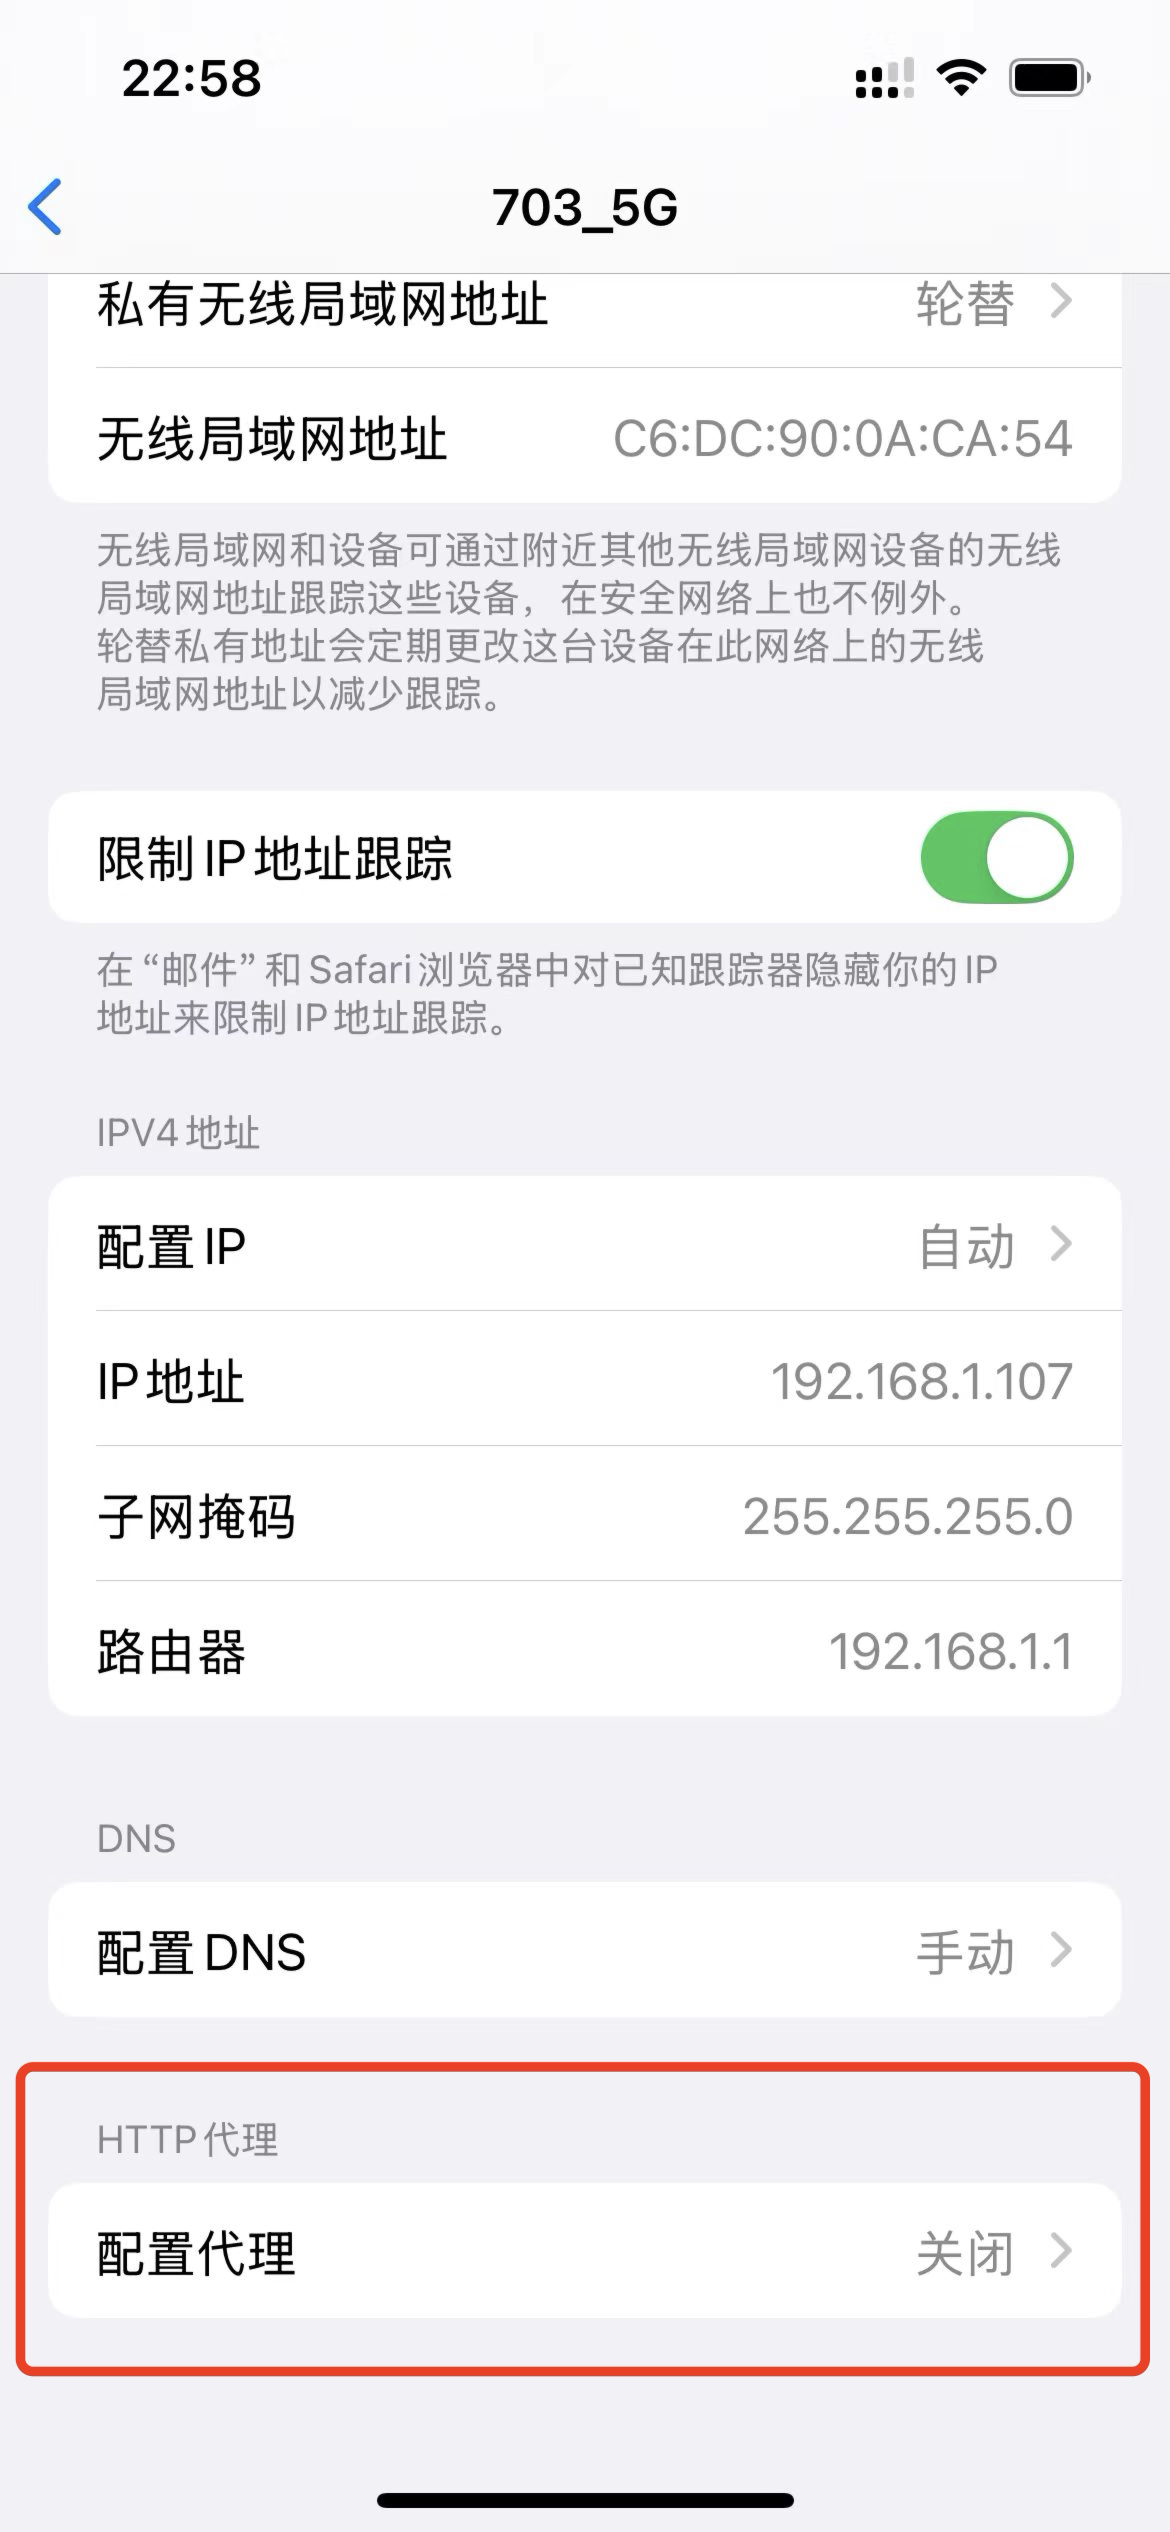 22:58
703_5G
私有无线局域网地址 轮替
无线局域网地址 C6:DC:90:0A:CA:54
无线局域网和设备可通过附近其他无线局域网设备的无线
局域网地址跟踪这些设备，在安全网络上也不例外。
轮替私有地址会定期更改这台设备在此网络上的无线
局域网地址以减少跟踪。
限制 IP 地址跟踪
在“邮件”和 Safari 浏览器中对已知跟踪器隐藏你的 IP
地址来限制 IP 地址跟踪。
IPV4 地址
配置 IP 自动
IP 地址 192.168.1.107
子网掩码 255.255.255.0
路由器 192.168.1.1
DNS
配置 DNS 手动
HTTP 代理
配置代理 关闭